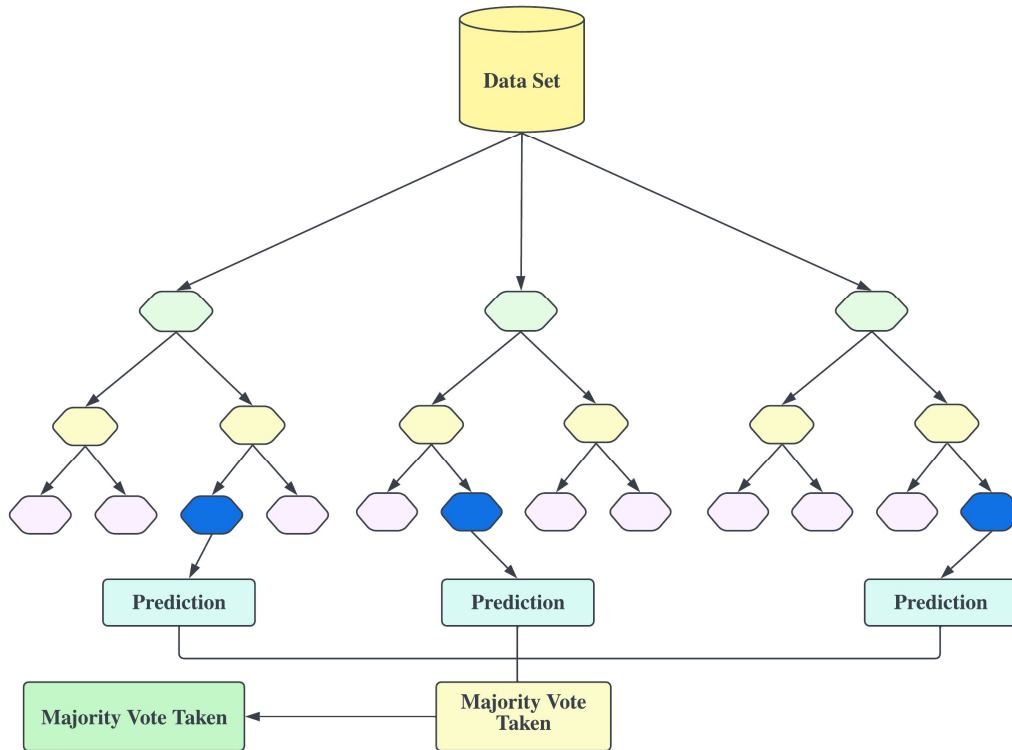 Data Set
Prediction
Prediction
Prediction
Majority Vote Taken
Majority Vote
Taken